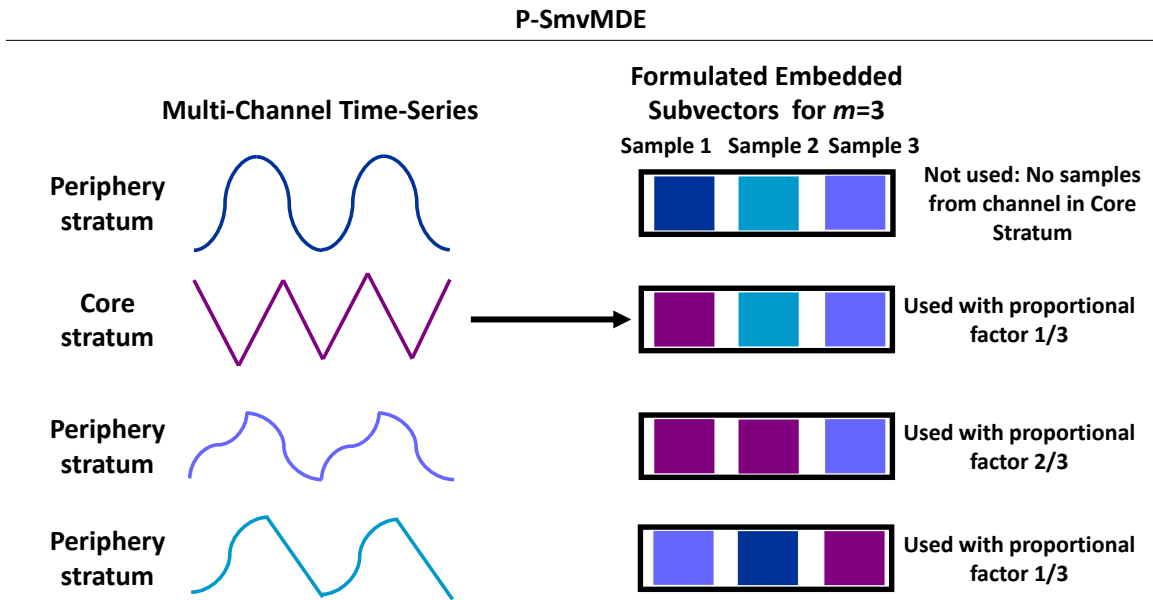 P-SmvMDE
Multi-Channel Time-Series
Formulated Embedded
Subvectors for m=3
Sample 1 Sample 2 Sample 3
Periphery
stratum
Not used: No samples
from channel in Core
Stratum
Core
stratum
Used with proportional
factor 1/3
Periphery
stratum
Used with proportional
factor 2/3
Periphery
stratum
Used with proportional
factor 1/3